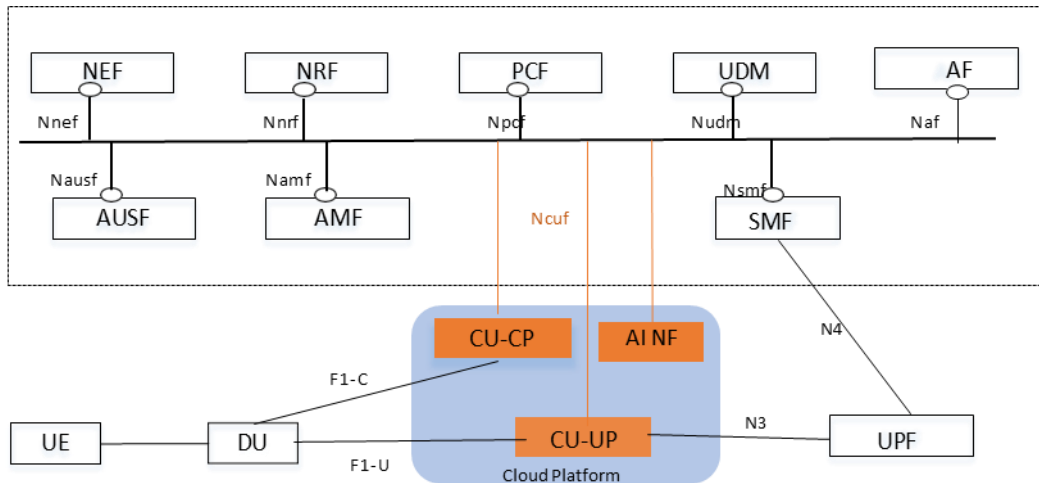 NEF
NRF
PCF
UDM
AF
Nnef
Nnrf
Npcf
Nudm
Naf
Nausf
Namf
Nsmf
AUSF
AMF
Ncuf
SMF
N4
CU-CP
AI NF
F1-C
UE
DU
CU-UP
N3
UPF
F1-U
Cloud Platform